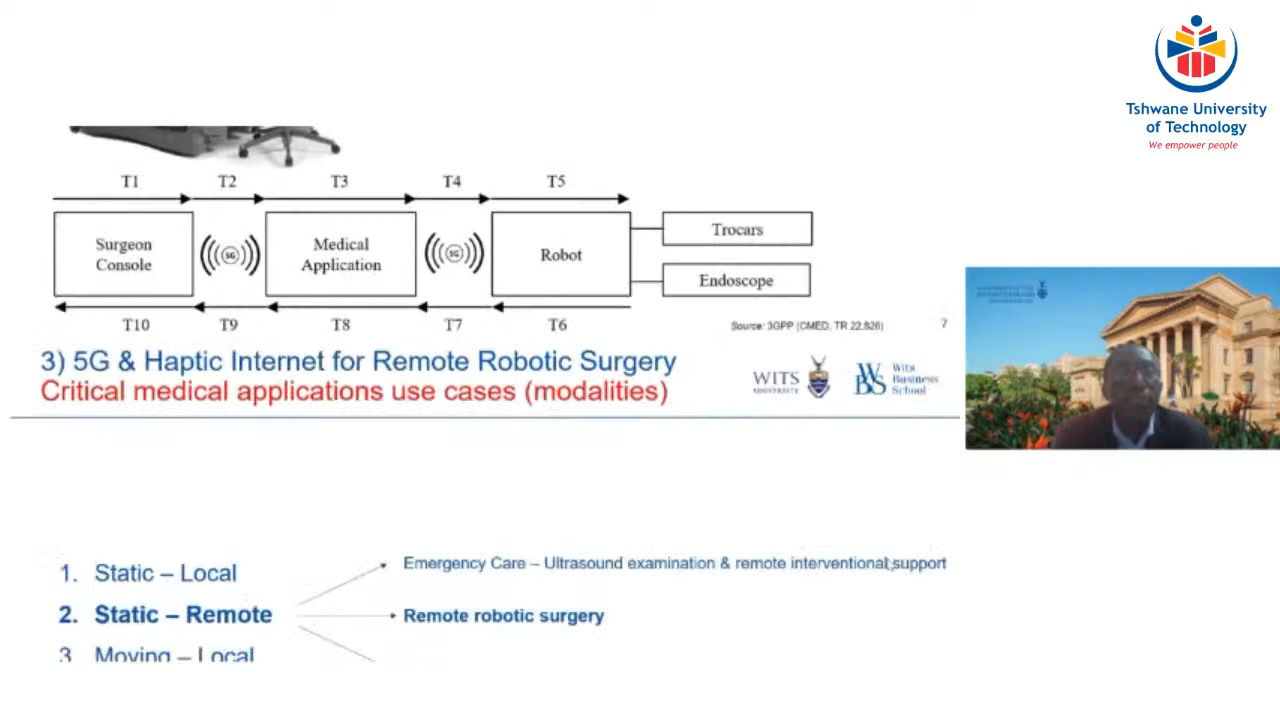 Tshwane University
of Technology
We empower people
T1 T2 T3 T4 T5
Surgeon
Console
5G
Medical
Application
5G
Robot
Trocars
Endoscope
T10 T9 T8 T7 T6
Source: 3GPP (CMED, TR 22.826)
7
3) 5G & Haptic Internet for Remote Robotic Surgery
Critical medical applications use cases (modalities)
WITS
UNIVERSITY
WBS
Wits
Business
School
1. Static – Local
2. Static – Remote
3 Moving – Local
Emergency Care – Ultrasound examination & remote interventional support
Remote robotic surgery